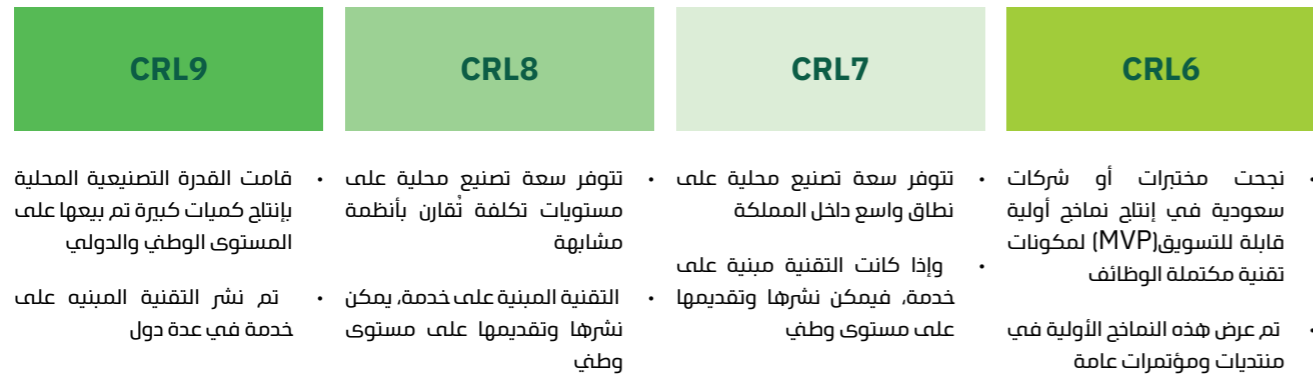 CRL6
• نجحت مختبرات أو شركات
سعودية في إنتاج نماذج أولية
قابلة للتسويق(MVP) لمكونات
تقنية مكتملة الوظائف
• تم عرض هذه النماذج الأولية في
منتديات ومؤتمرات عامة
CRL7
• تتوفر سعة تصنيع محلية على
نطاق واسع داخل المملكة
• وإذا كانت التقنية مبنية على
خدمة، فيمكن نشرها وتقديمها
على مستوى وطني
CRL8
• تتوفر سعة تصنيع محلية على
مستويات تكلفة تُقارن بأنظمة
مشابهة
• التقنية المبنية على خدمة، يمكن
نشرها وتقديمها على مستوى
وطني
CRL9
• قامت القدرة التصنيعية المحلية
بإنتاج كميات كبيرة تم بيعها على
المستوى الوطني والدولي
• تم نشر التقنية المبنيه على
خدمة في عدة دول